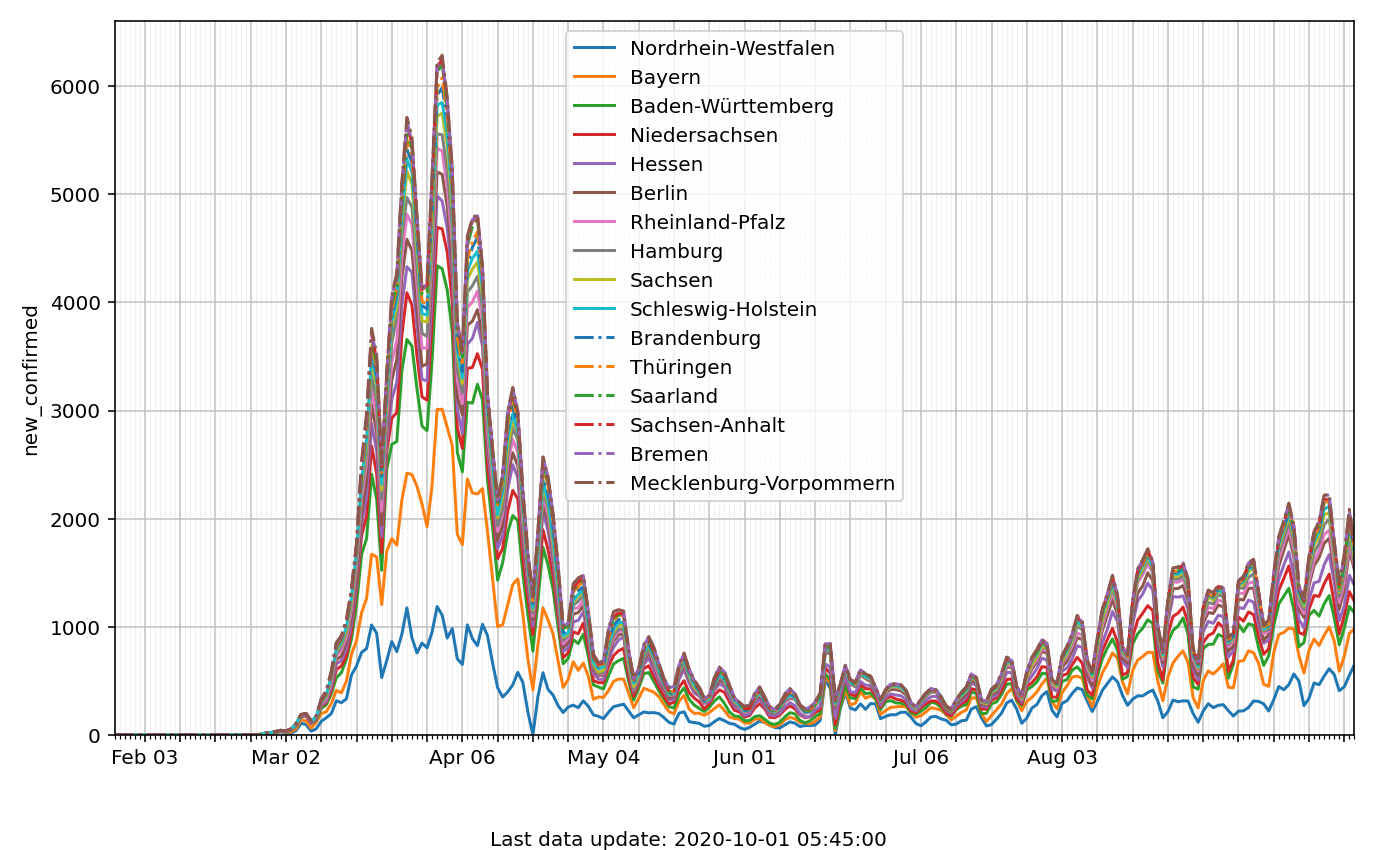 new_confirmed
6000
5000
4000
3000
2000
1000
0
Nordrhein-Westfalen
Bayern
Baden-Württemberg
Niedersachsen
Hessen
Berlin
Rheinland-Pfalz
Hamburg
Sachsen
Schleswig-Holstein
Brandenburg
Thüringen
Saarland
Sachsen-Anhalt
Bremen
Mecklenburg-Vorpommern
Feb 03 Mar 02 Apr 06 May 04 Jun 01 Jul 06 Aug 03
Last data update: 2020-10-01 05:45:00